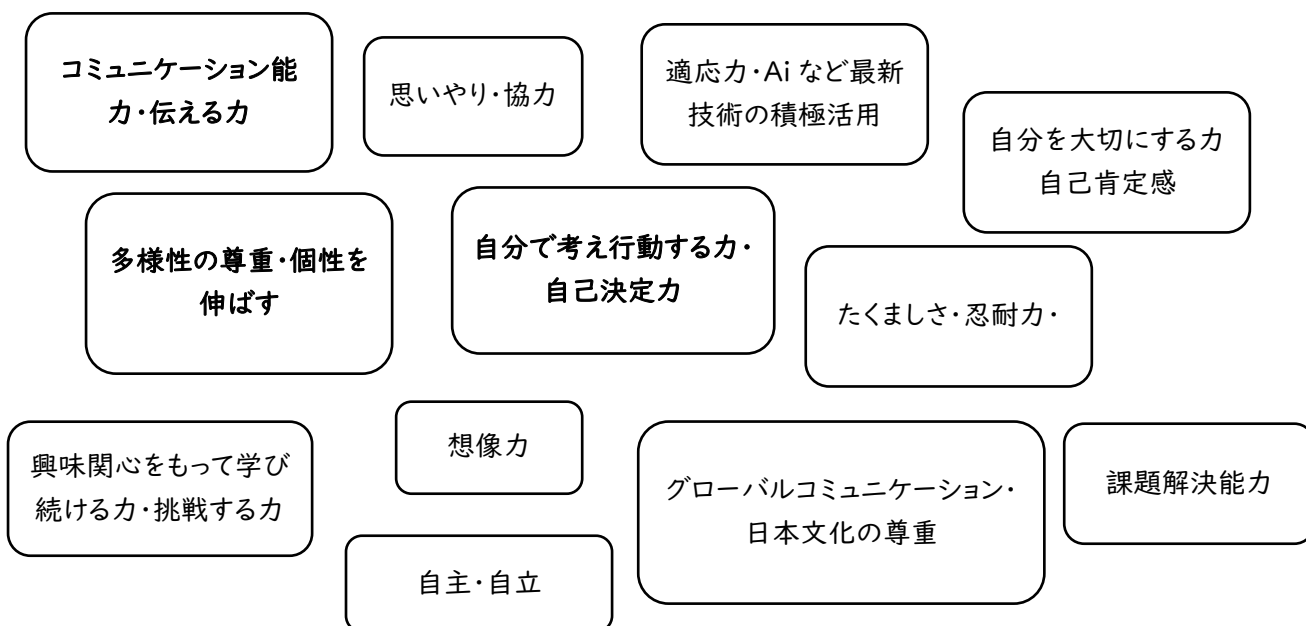 コミュニケーション能
力・伝える力
思いやり・協力
適応力・Ai など最新
技術の積極活用
自分を大切にする力
自己肯定感
多様性の尊重・個性を
伸ばす
自分で考え行動する力・
自己決定力
たくましさ・忍耐力・
興味関心をもって学び
続ける力・挑戦する力
想像力
グローバルコミュニケーション・
日本文化の尊重
課題解決能力
自主・自立